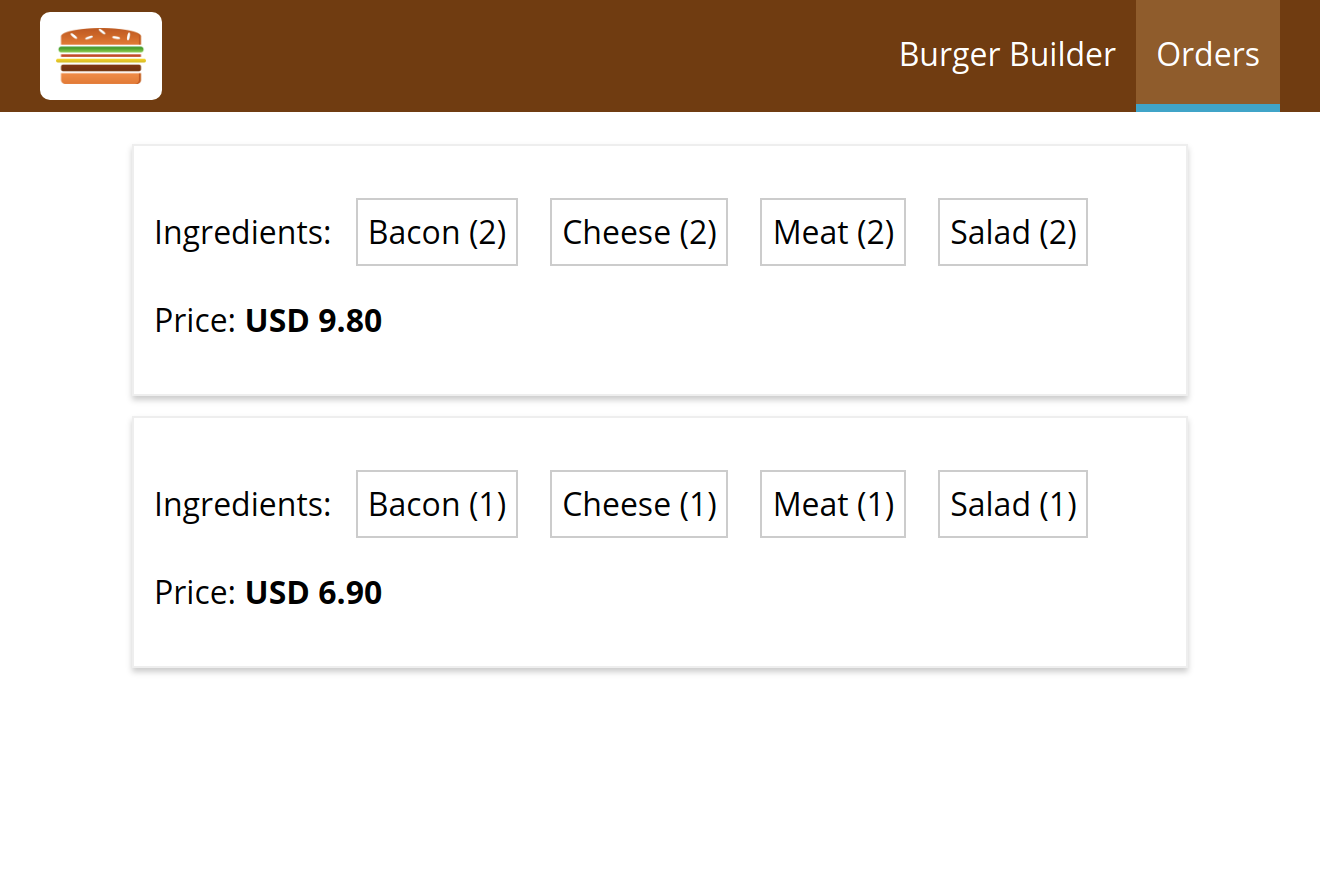 Burger Builder Orders
Ingredients: Bacon (2) Cheese (2) Meat (2) Salad (2)
Price: USD 9.80
Ingredients: Bacon (1) Cheese (1) Meat (1) Salad (1)
Price: USD 6.90